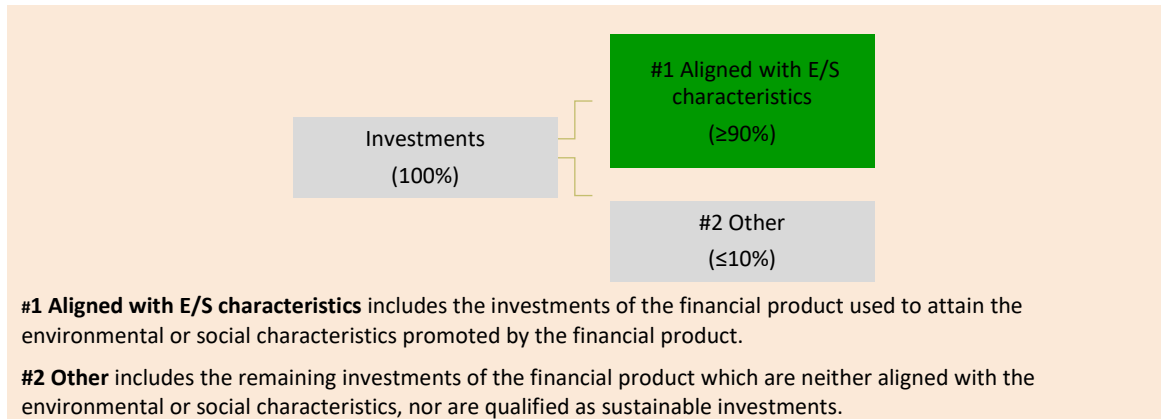 #1 Aligned with E/S
characteristics
(≥90%)
Investments
(100%)
#2 Other
(≤10%)
#1 Aligned with E/S characteristics includes the investments of the financial product used to attain the
environmental or social characteristics promoted by the financial product.
#2 Other includes the remaining investments of the financial product which are neither aligned with the
environmental or social characteristics, nor are qualified as sustainable investments.